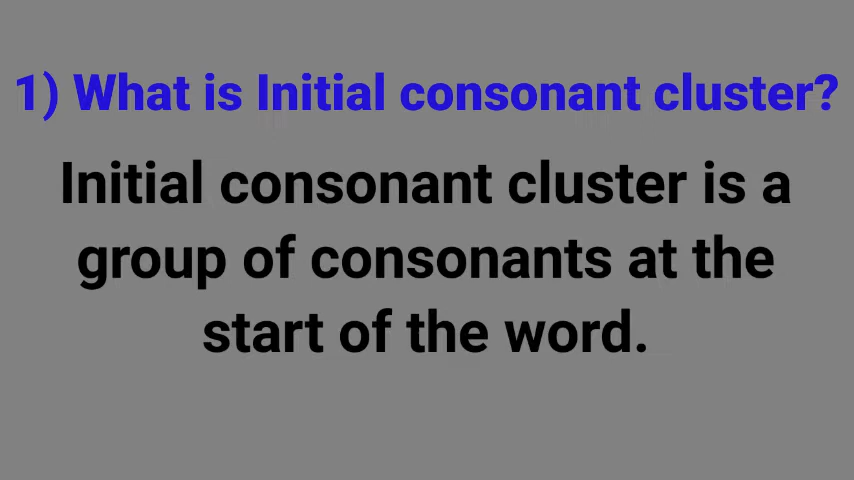 1) What is Initial consonant cluster?
Initial consonant cluster is a
group of consonants at the
start of the word.